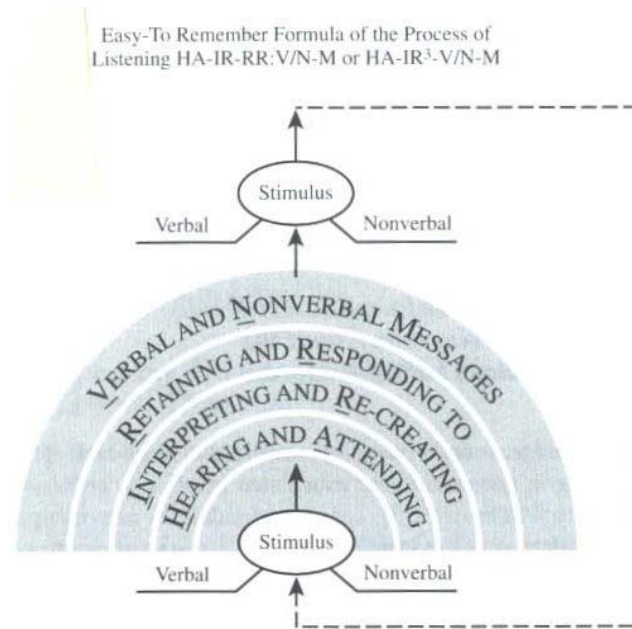 Easy-To Remember Formula of the Process of
Listening HA-IR-RR:V/N-M or HA-IR³-V/N-M
Stimulus
Verbal
Nonverbal
VERBAL AND NONVERBAL MESSAGES
RETAINING AND RESPONDING TO
INTERPRETING AND RE-CREATING
HEARING AND ATTENDING
Stimulus
Verbal
Nonverbal